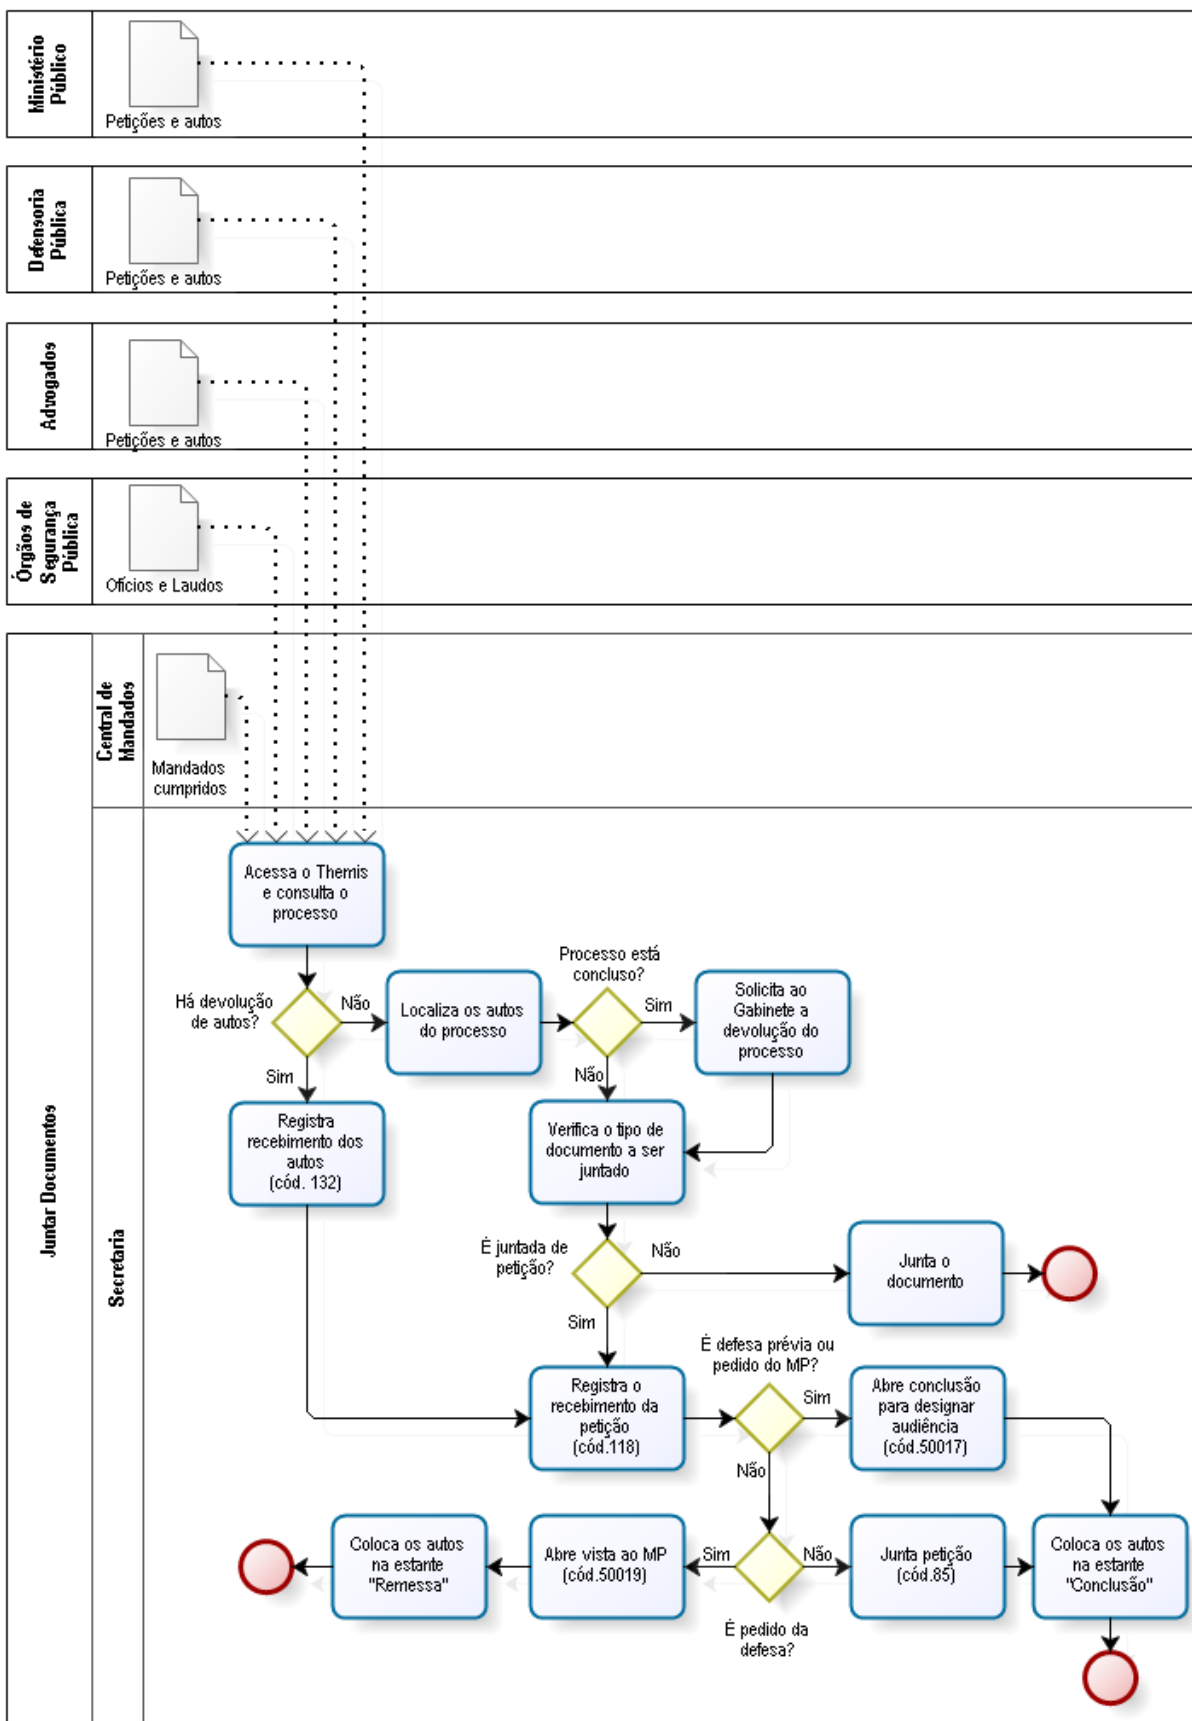 Ministério
Público
Petições e autos
Defensoria
Pública
Petições e autos
Advogados
Petições e autos
Órgãos de
Segurança
Pública
Ofícios e Laudos
Juntar Documentos
Central de
Mandados
Mandados
cumpridos
Secretaria
Acessa o Themis
e consulta o
processo
Há devolução
de autos?
Não
Localiza os autos
do processo
Processo está
concluso?
Sim
Solicita ao
Gabinete a
devolução do
processo
Sim
Não
Registra
recebimento dos
autos
(cód. 132)
Verifica o tipo de
documento a ser
juntado
É juntada de
petição?
Não
Junta o
documento
Sim
Registra o
recebimento da
petição
(cód.118)
É defesa prévia ou
pedido do MP?
Sim
Abre conclusão
para designar
audiência
(cód.50017)
Não
Coloca os autos
na estante
"Remessa"
Abre vista ao MP
(cód.50019)
Sim
É pedido da
defesa?
Não
Junta petição
(cód.85)
Coloca os autos
na estante
"Conclusão"